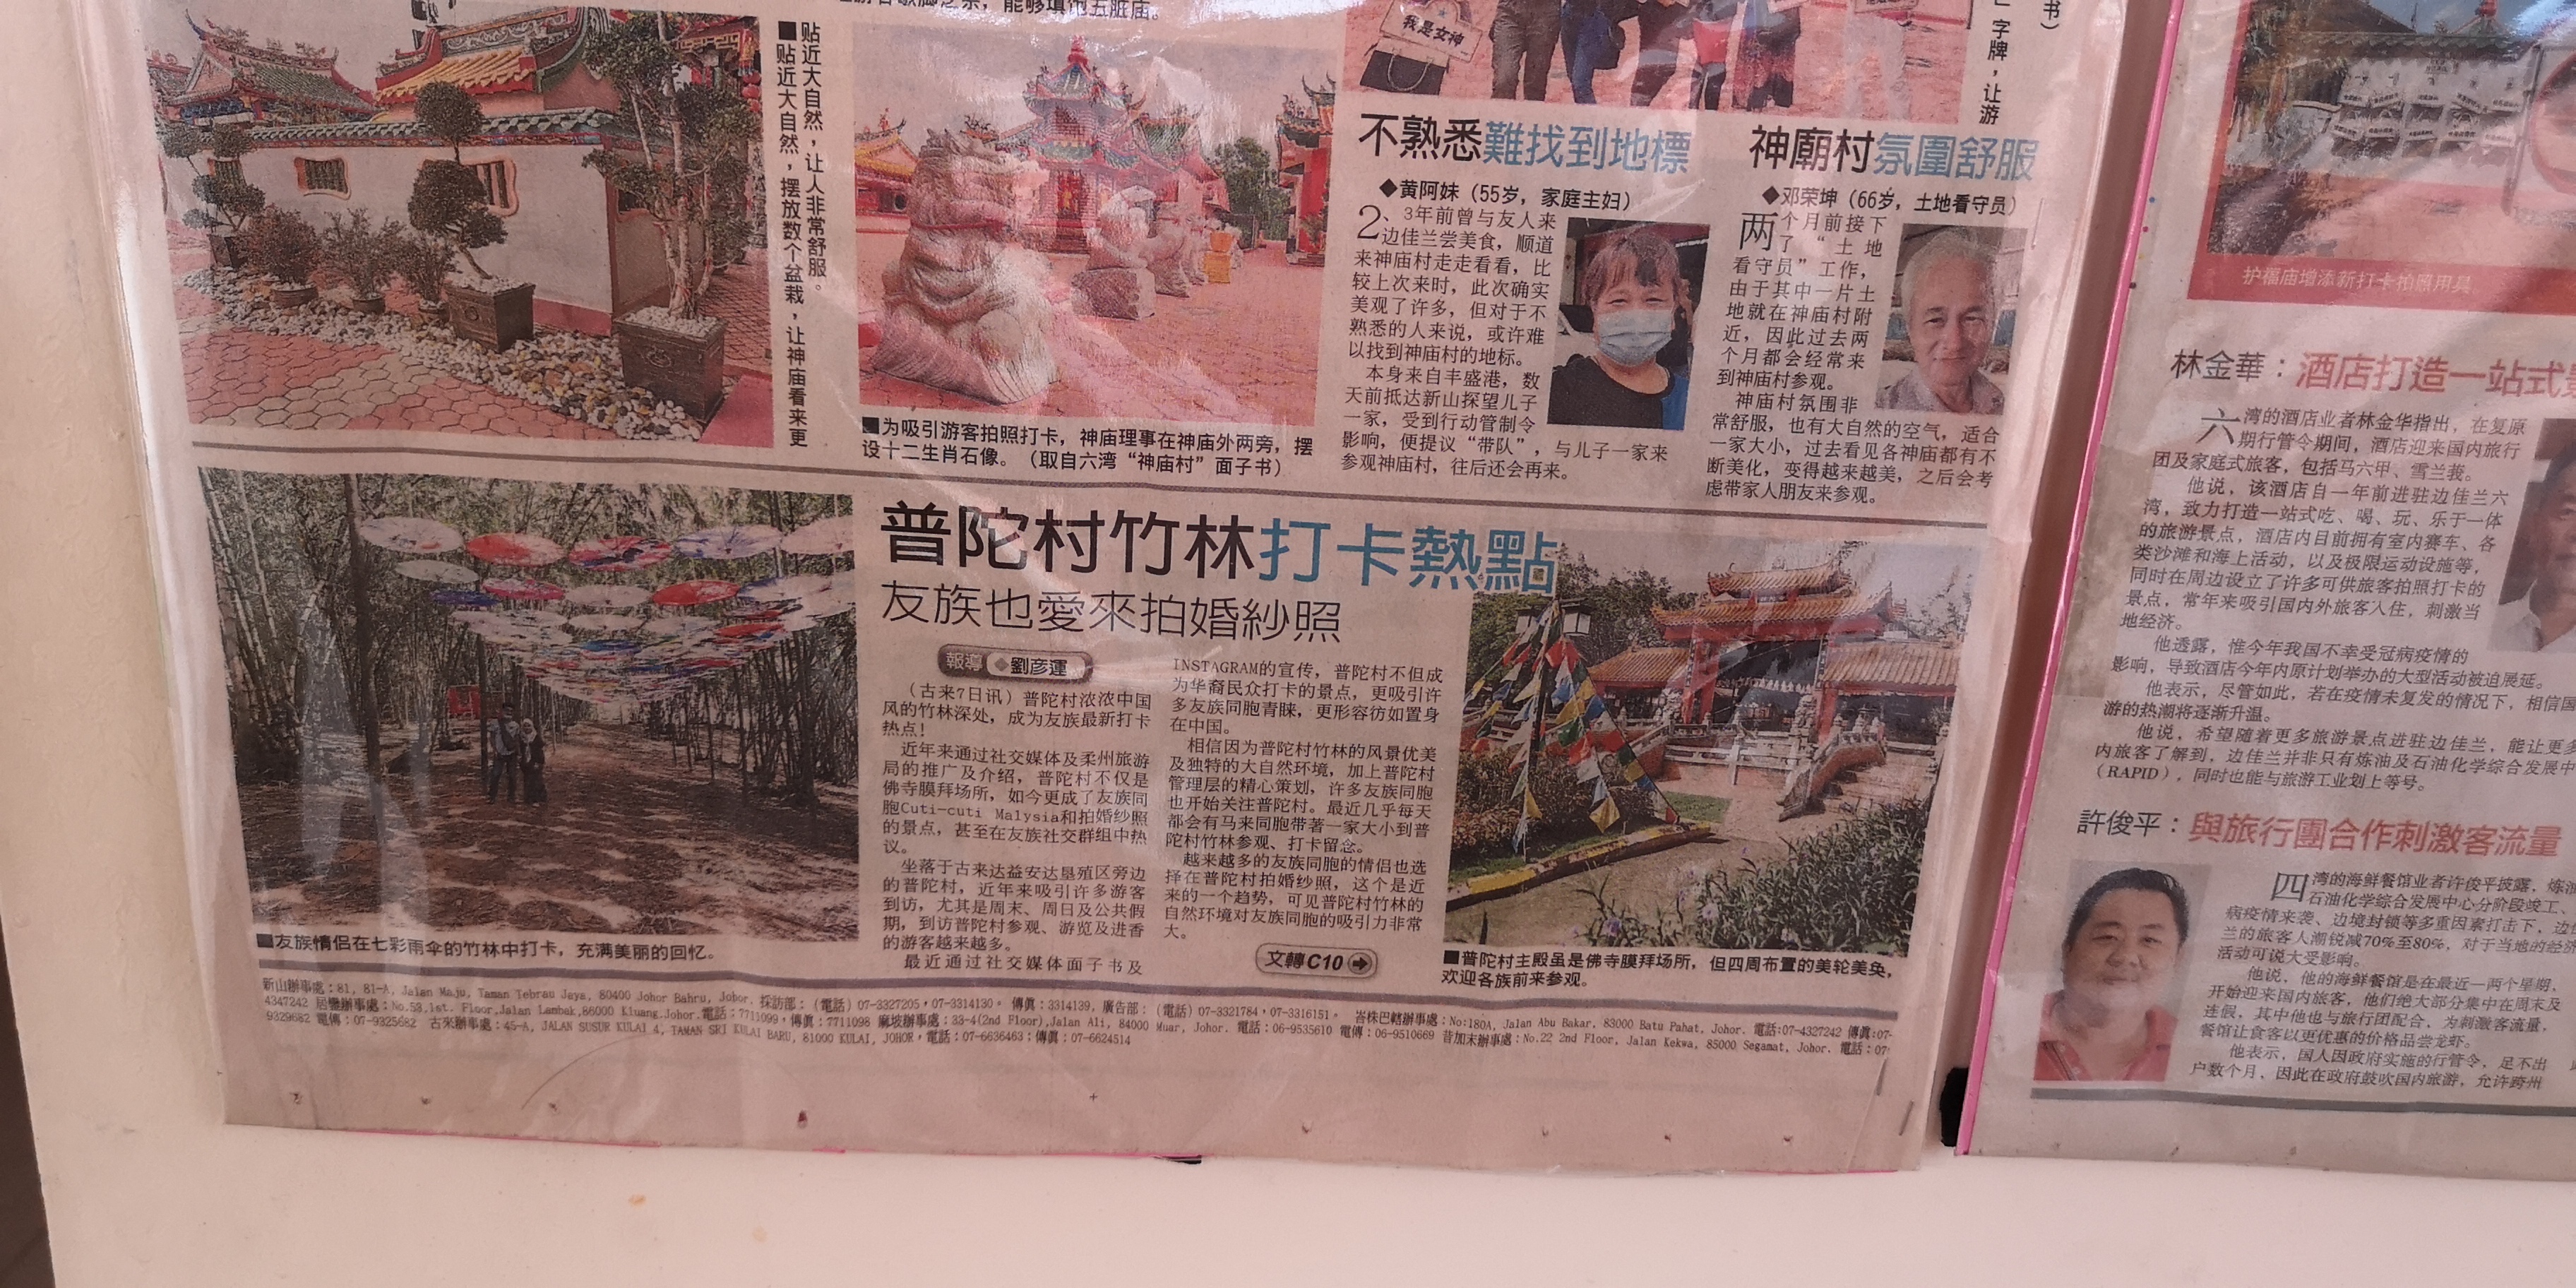 能够填饱五脏庙。
■贴近大自然，让人非常舒服。
■贴近大自然，摆放数个盆栽，让神庙看来更
我是女神
字牌，让游
书）
■为吸引游客拍照打卡，神庙理事在神庙外两旁，摆
设十二生肖石像。（取自六湾“神庙村”面子书）
不熟悉難找到地標
◆黄阿妹（55岁，家庭主妇）
2、3年前曾与友人来
边佳兰尝美食，顺道
来神庙村走走看看，比
较上次来时，此次确实
美观了许多，但对于不
熟悉的人来说，或许难
以找到神庙村的地标。
本身来自丰盛港，数
天前抵达新山探望儿子
一家，受到行动管制令
影响，便提议“带队”，与儿子一家来
参观神庙村，往后还会再来。
神廟村氛圍舒服
◆邓荣坤（66岁，土地看守员）
两个月前接下
了“土地
看守员”工作，
由于其中一片土
地就在神庙村附
近，因此过去两
个月都会经常来
到神庙村参观。
神庙村氛围非
常舒服，也有大自然的空气，适合
一家大小，过去看见各神庙都有不
断美化，变得越来越美，之后会考
虑带家人朋友来参观。
普陀村竹林打卡熱點
友族也愛來拍婚紗照
報導◆劉彦運
（古来7日讯）普陀村浓浓中国
风的竹林深处，成为友族最新打卡
热点！
近年来通过社交媒体及柔州旅游
局的推广及介绍，普陀村不仅是
佛寺膜拜场所，如今更成了友族同
胞Cuti-cuti Malysia和拍婚纱照
的景点，甚至在友族社交群组中热
议。
坐落于古来达益安达垦殖区旁边
的普陀村，近年来吸引许多游客
到访，尤其是周末、周日及公共假
期，到访普陀村参观、游览及进香
的游客越来越多。
最近通过社交媒体面子书及
INSTAGRAM的宣传，普陀村不但成
为华裔民众打卡的景点，更吸引许
多友族同胞青睐，更形容彷如置身
在中国。
相信因为普陀村竹林的风景优美
及独特的大自然环境，加上普陀村
管理层的精心策划，许多友族同胞
也开始关注普陀村。最近几乎每天
都会有马来同胞带著一家大小到普
陀村竹林参观、打卡留念。
越来越多的友族同胞的情侣也选
择在普陀村拍婚纱照，这个是近
来的一个趋势，可见普陀村竹林的
自然环境对友族同胞的吸引力非常
大。
文轉C10
■友族情侣在七彩雨伞的竹林中打卡，充满美丽的回忆。
■普陀村主殿虽是佛寺膜拜场所，但四周布置的美轮美奂，
欢迎各族前来参观。
新山辦事處：81, 81-A, Jalan Maju, Taman Tebrau Jaya, 80400 Johor Bahru, Johor. 採訪部：（電話）07-3327205，07-3314130。 傳眞：3314139，廣告部：（電話）07-3321784，07-3316151。 峇株巴轄辦事處：No:180A, Jalan Abu Bakar, 83000 Batu Pahat, Johor. 電話:07-4327242 傳眞:07-
4347242 居鑾辦事處：No.53,1st. Floor,Jalan Lambak,86000 Kluang.Johor.電話：7711099，傳眞：7711098 麻坡辦事處：33-4(2nd Floor),Jalan Ali, 84000 Muar, Johor. 電話：06-9535610 電傳：06-9510669 昔加末辦事處：No.22 2nd Floor, Jalan Kekwa, 85000 Segamat, Johor. 電話：07-
9329682 電傳：07-9325682 古來辦事處：45-A, JALAN SUSUR KULAI 4, TAMAN SRI KULAI BARU, 81000 KULAI, JOHOR，電話：07-6636463；傳眞：07-6624514
护福庙增添新打卡拍照用具
林金華：酒店打造一站式
六湾的酒店业者林金华指出，在复原
期行管令期间，酒店迎来国内旅行
团及家庭式旅客，包括马六甲、雪兰莪。
他说，该酒店自一年前进驻边佳兰六
湾，致力打造一站式吃、喝、玩、乐于一体
的旅游景点，酒店内目前拥有室内赛车、各
类沙滩和海上活动，以及极限运动设施等，
同时在周边设立了许多可供旅客拍照打卡的
景点，常年来吸引国内外旅客入住，刺激当
地经济。
他透露，惟今年我国不幸受冠病疫情的
影响，导致酒店今年内原计划举办的大型活动被迫展延。
他表示，尽管如此，若在疫情未复发的情况下，相信国
游的热潮将逐渐升温。
他说，希望随着更多旅游景点进驻边佳兰，能让更多
内旅客了解到，边佳兰并非只有炼油及石油化学综合发展中
（RAPID），同时也能与旅游工业划上等号。
許俊平：與旅行團合作刺激客流量
四湾的海鲜餐馆业者许俊平披露，炼油
石油化学综合发展中心分阶段竣工、
病疫情来袭、边境封锁等多重因素打击下，边佳
兰的旅客人潮锐减70%至80%，对于当地的经济
活动可说大受影响。
他说，他的海鲜餐馆是在最近一两个星期，
开始迎来国内旅客，他们绝大部分集中在周末及
连假，其中他也与旅行团配合，为刺激客流量，
餐馆让食客以更优惠的价格品尝龙虾。
他表示，国人因政府实施的行管令，足不出
户数个月，因此在政府鼓吹国内旅游，允许跨州